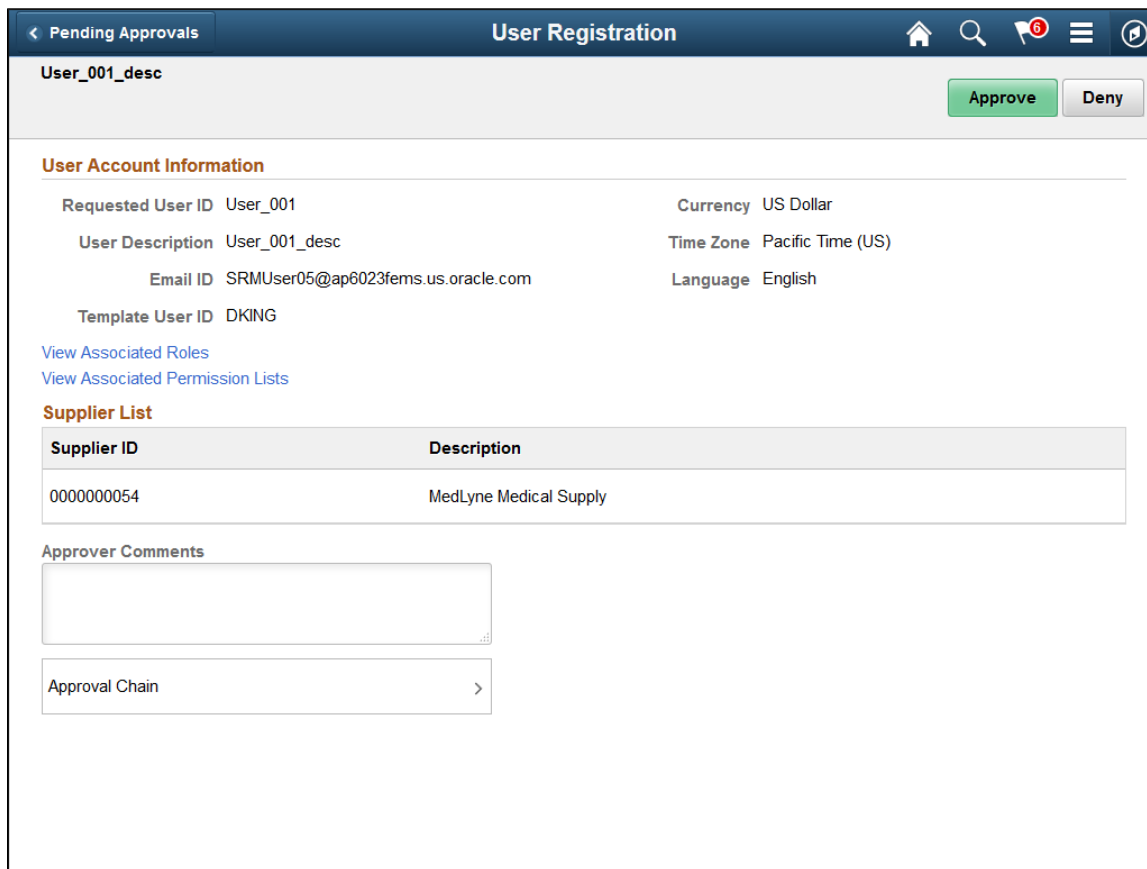 Pending Approvals User Registration 6
User_001_desc
Approve Deny
User Account Information
Requested User ID User_001 Currency US Dollar
User Description User_001_desc Time Zone Pacific Time (US)
Email ID SRMUser05@ap6023fems.us.oracle.com Language English
Template User ID DKING
View Associated Roles
View Associated Permission Lists
Supplier List
Supplier ID Description
0000000054 MedLyne Medical Supply
Approver Comments
Approval Chain